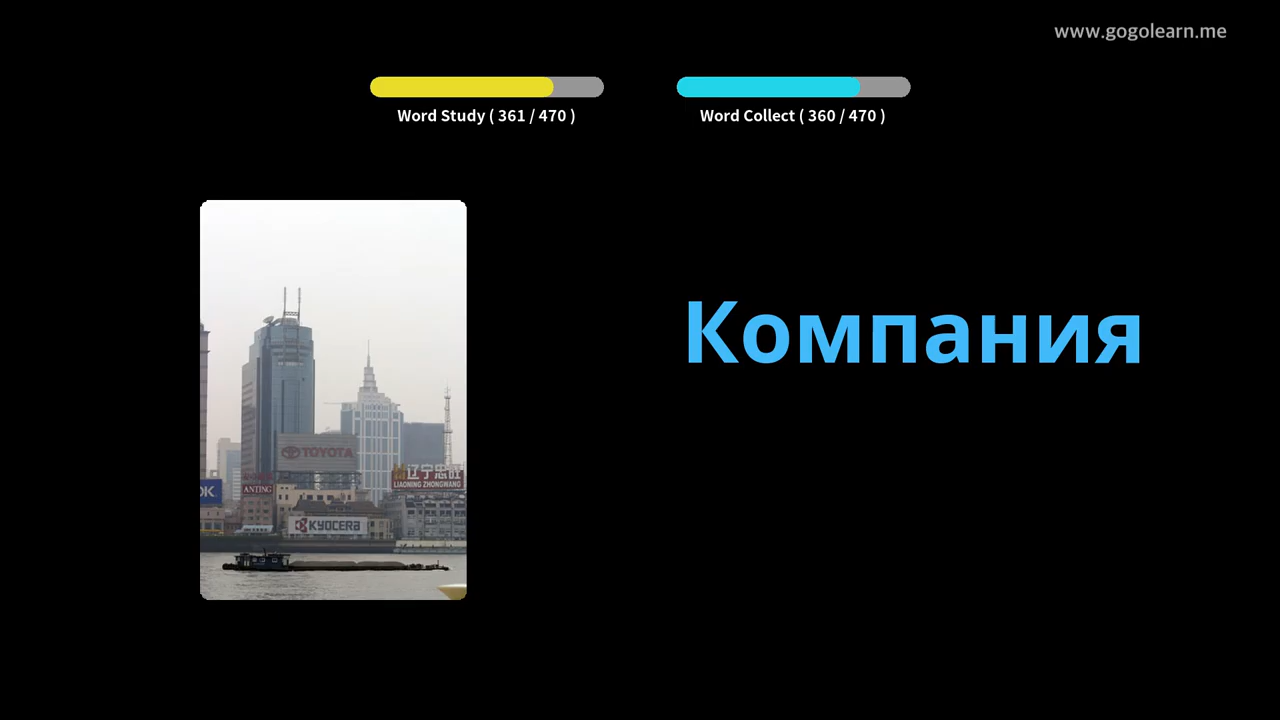 www.gogolearn.me
Word Study ( 361 / 470 )
Word Collect ( 360 / 470 )
Компания
TOYOTA
辽宁忠旺
LIAONING ZHONGWANG
OK
ANTING
KYOCERA